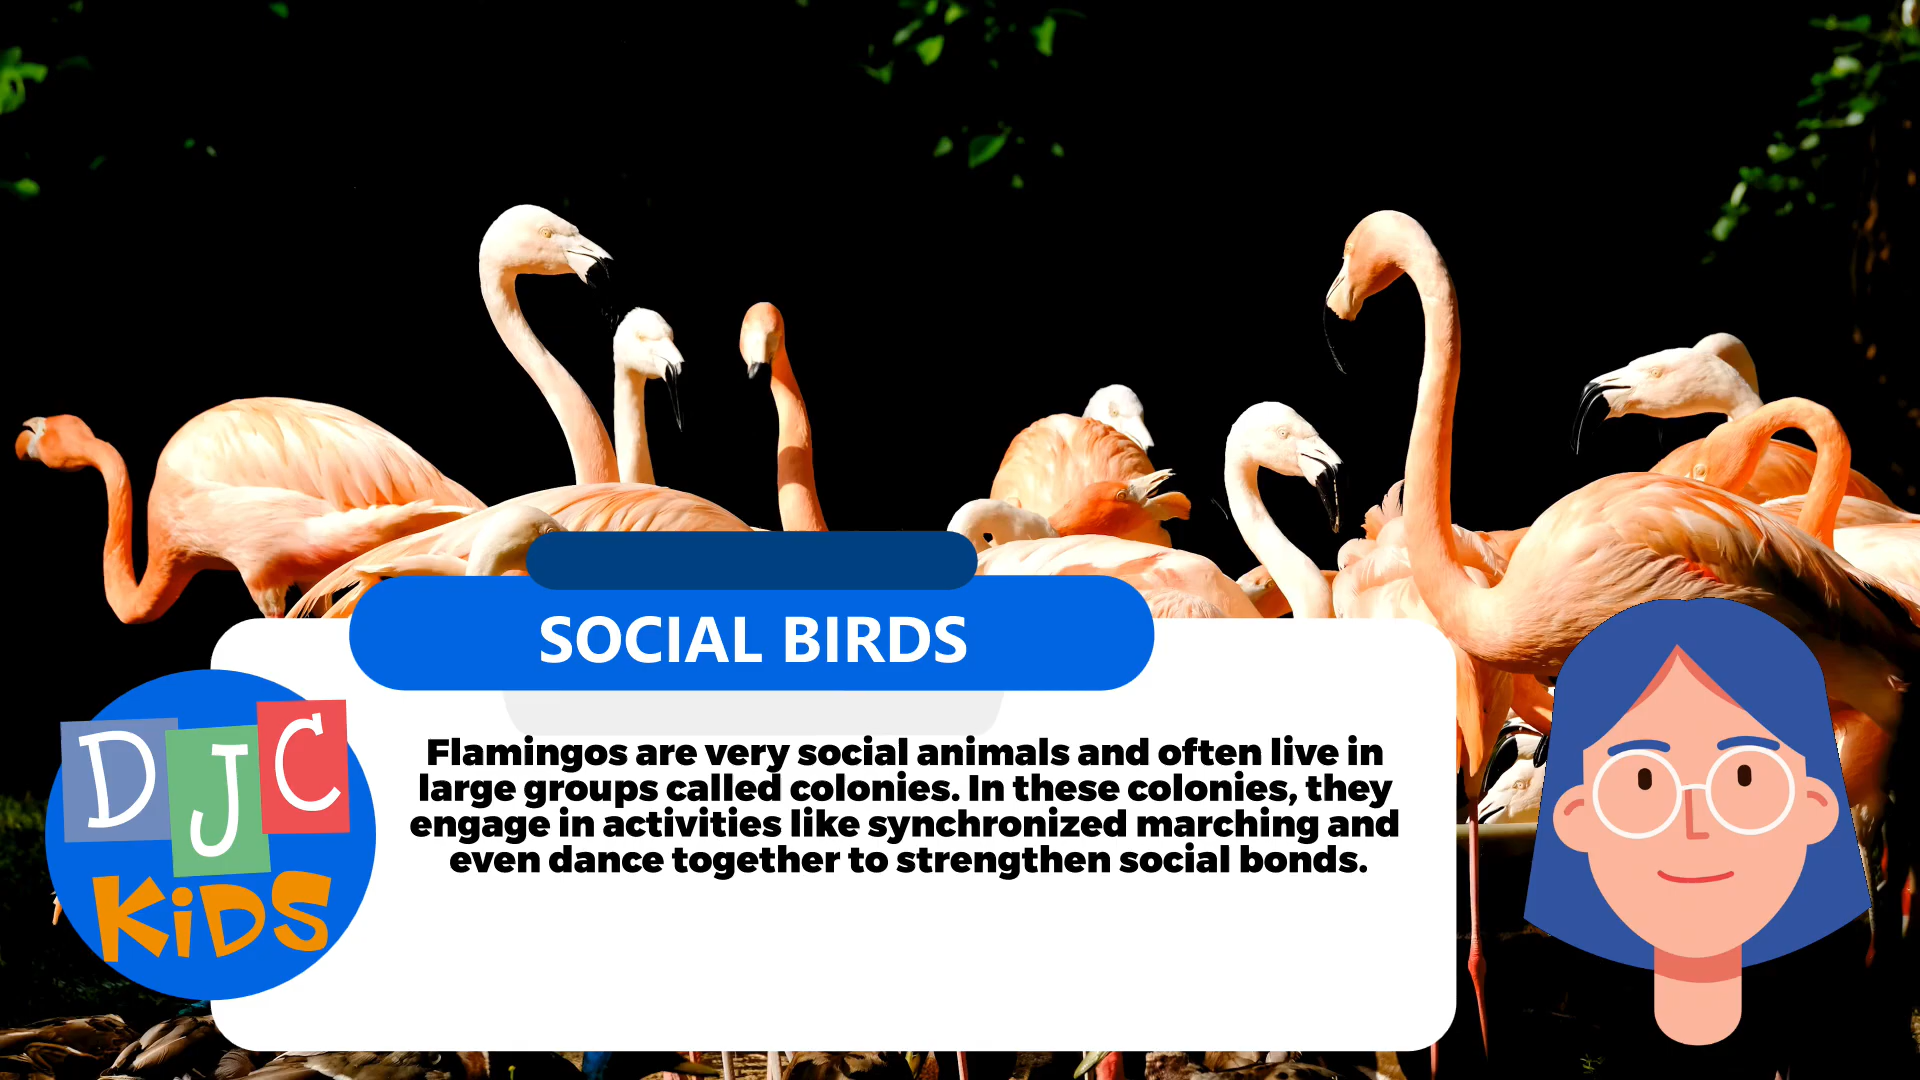 SOCIAL BIRDS
DJC
KiDS
Flamingos are very social animals and often live in
large groups called colonies. In these colonies, they
engage in activities like synchronized marching and
even dance together to strengthen social bonds.